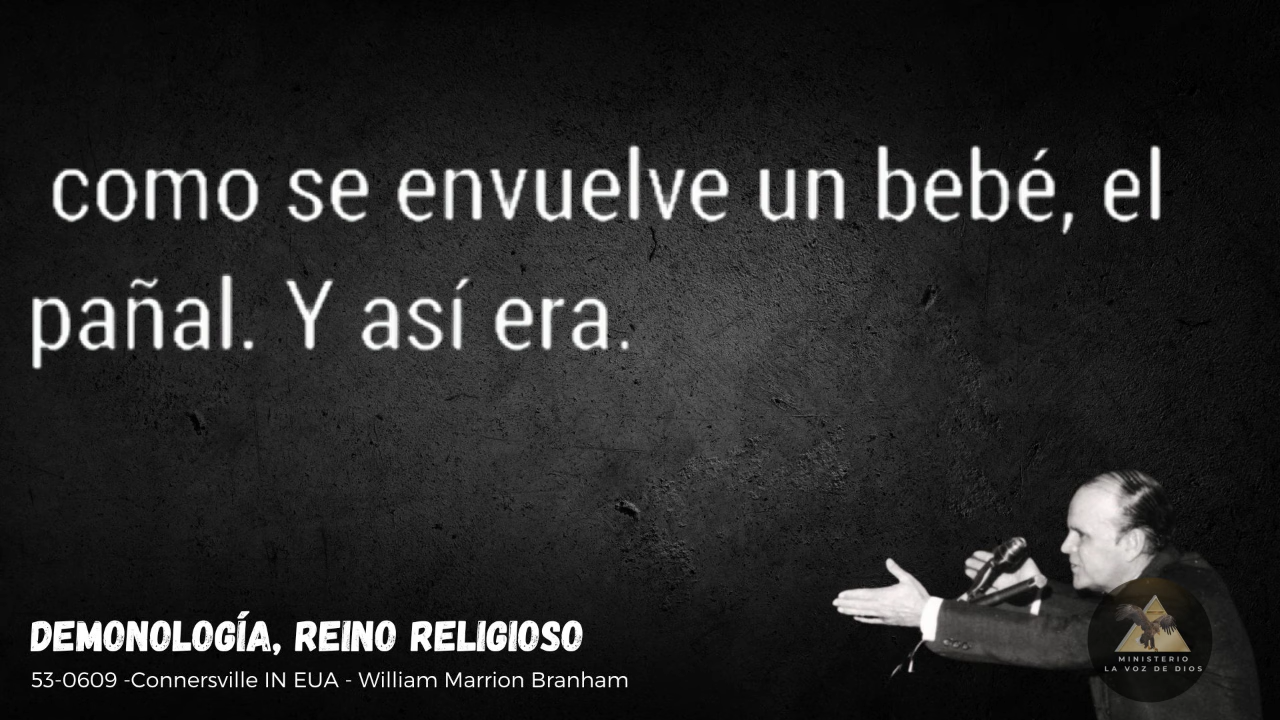 como se envuelve un bebé, el
pañal. Y así era.
DEMONOLOGÍA, REINO RELIGIOSO
53-0609 -Connersville IN EUA - William Marrion Branham
MINISTERIO
LA VOZ DE DIOS